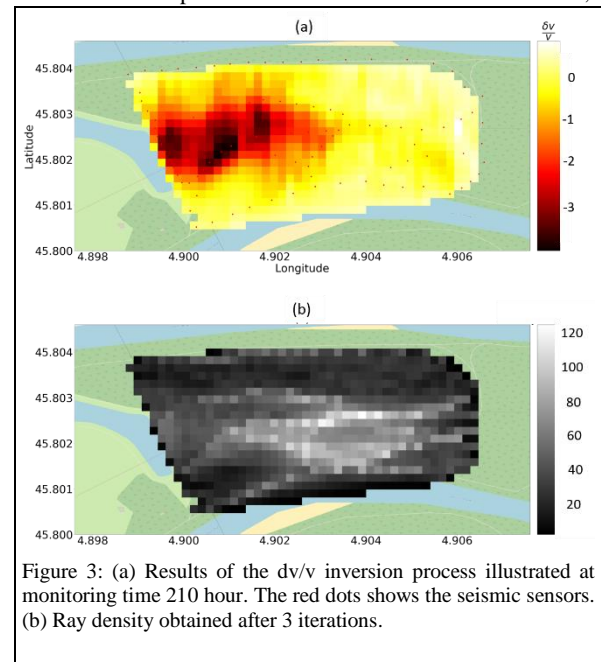 (a)
δv
v
45.804
45.803
45.802
45.801
45.800
Latitude
0
-1
-2
-3
4.898 4.900 4.902 4.904 4.906
Longitude
(b)
45.804
45.803
45.802
45.801
45.800
120
100
80
60
40
20
4.898 4.900 4.902 4.904 4.906
Figure 3: (a) Results of the dv/v inversion process illustrated at
monitoring time 210 hour. The red dots shows the seismic sensors.
(b) Ray density obtained after 3 iterations.